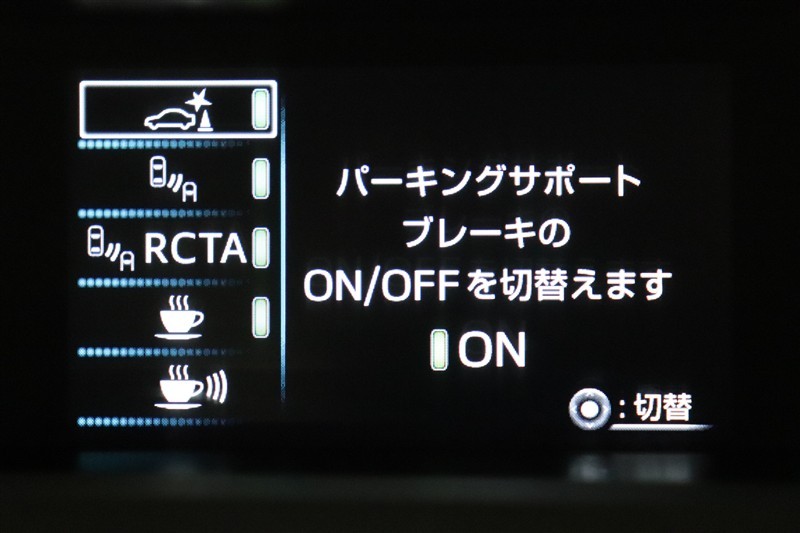 RCTA
パーキングサポート
ブレーキの
ON/OFFを切替えます
ON
:切替